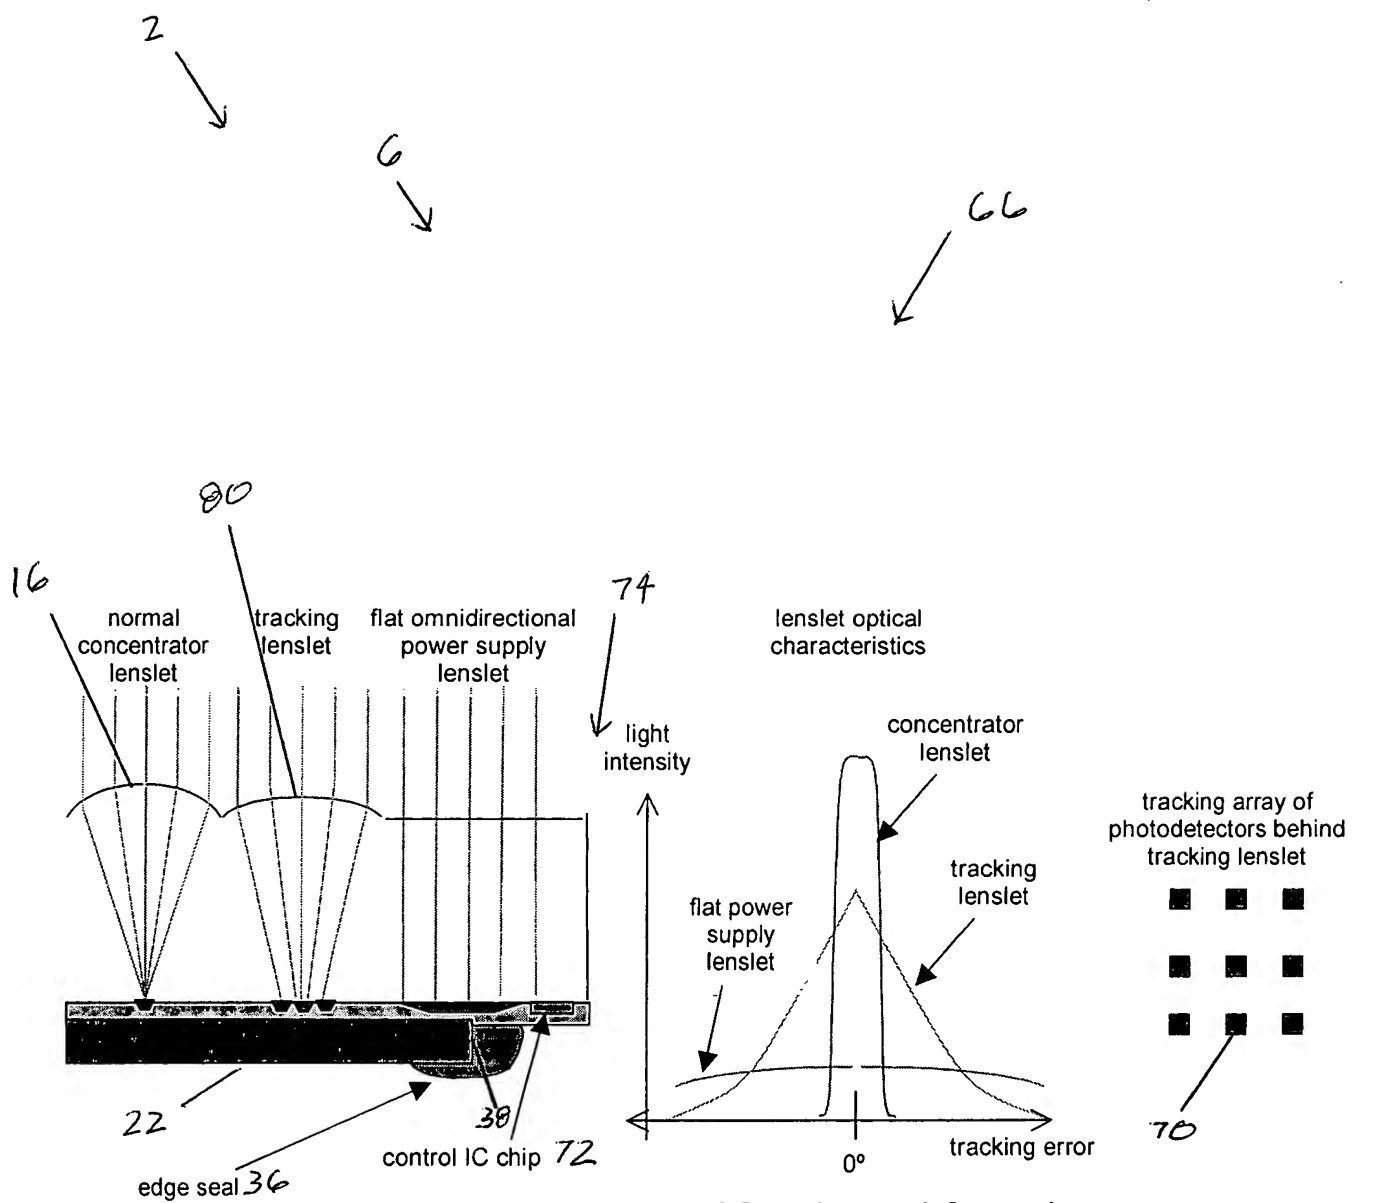 2
6
66
80
16
74
normal
concentrator
lenslet
tracking
lenslet
flat omnidirectional
power supply
lenslet
lenslet optical
characteristics
light
intensity
concentrator
lenslet
tracking
lenslet
flat power
supply
lenslet
tracking array of
photodetectors behind
tracking lenslet
22
38
70
control IC chip 72
edge seal 36
0°
tracking error